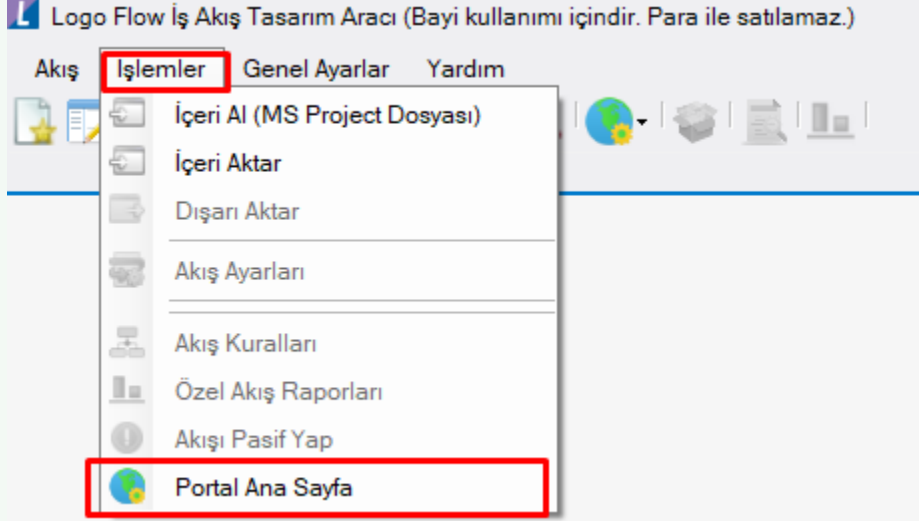 Logo Flow İş Akış Tasarım Aracı (Bayi kullanımı içindir. Para ile satılamaz.)
Akış İşlemler Genel Ayarlar Yardım
İçeri Al (MS Project Dosyası)
İçeri Aktar
Dışarı Aktar
Akış Ayarları
Akış Kuralları
Özel Akış Raporları
Akışı Pasif Yap
Portal Ana Sayfa